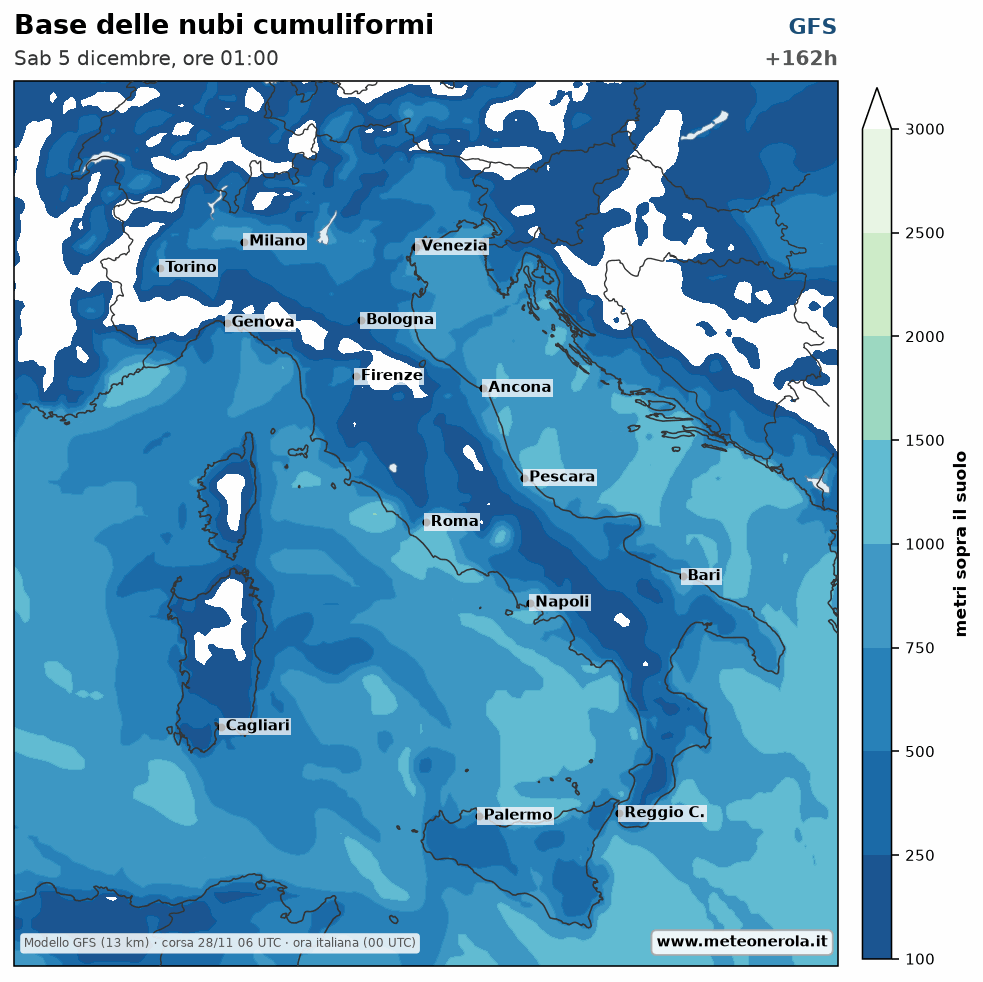 Base delle nubi cumuliformi
GFS
Sab 5 dicembre, ore 01:00
+162h
3000
2500
2000
1500
1000
750
500
250
100
metri sopra il suolo
Milano
Venezia
Torino
Genova
Bologna
Firenze
Ancona
Pescara
Roma
Bari
Napoli
Cagliari
Palermo
Reggio C.
Modello GFS (13 km) · corsa 28/11 06 UTC · ora italiana (00 UTC)
www.meteonerola.it